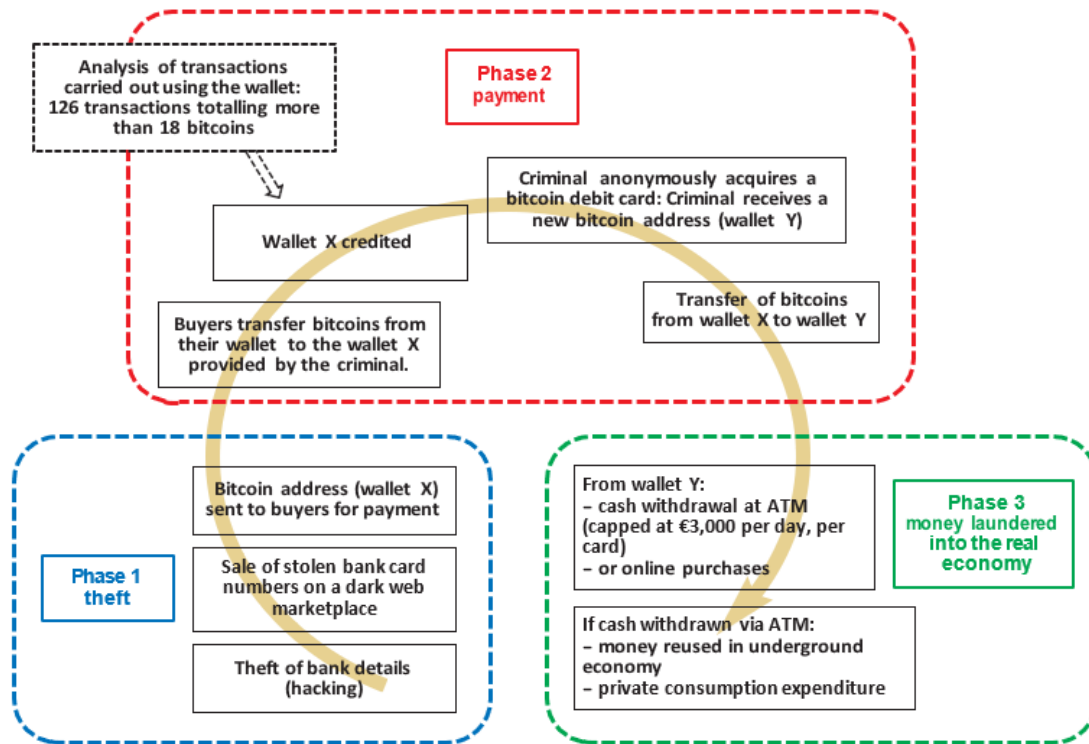 Analysis of transactions
carried out using the wallet:
126 transactions totalling more
than 18 bitcoins
Phase 2
payment
Criminal anonymously acquires a
bitcoin debit card: Criminal receives a
new bitcoin address (wallet Y)
Wallet X credited
Transfer of bitcoins
from wallet X to wallet Y
Buyers transfer bitcoins from
their wallet to the wallet X
provided by the criminal.
Bitcoin address (wallet X)
sent to buyers for payment
Phase 1
theft
Sale of stolen bank card
numbers on a dark web
marketplace
Theft of bank details
(hacking)
From wallet Y:
– cash withdrawal at ATM
(capped at €3,000 per day, per
card)
– or online purchases
Phase 3
money laundered
into the real
economy
If cash withdrawn via ATM:
– money reused in underground
economy
– private consumption expenditure